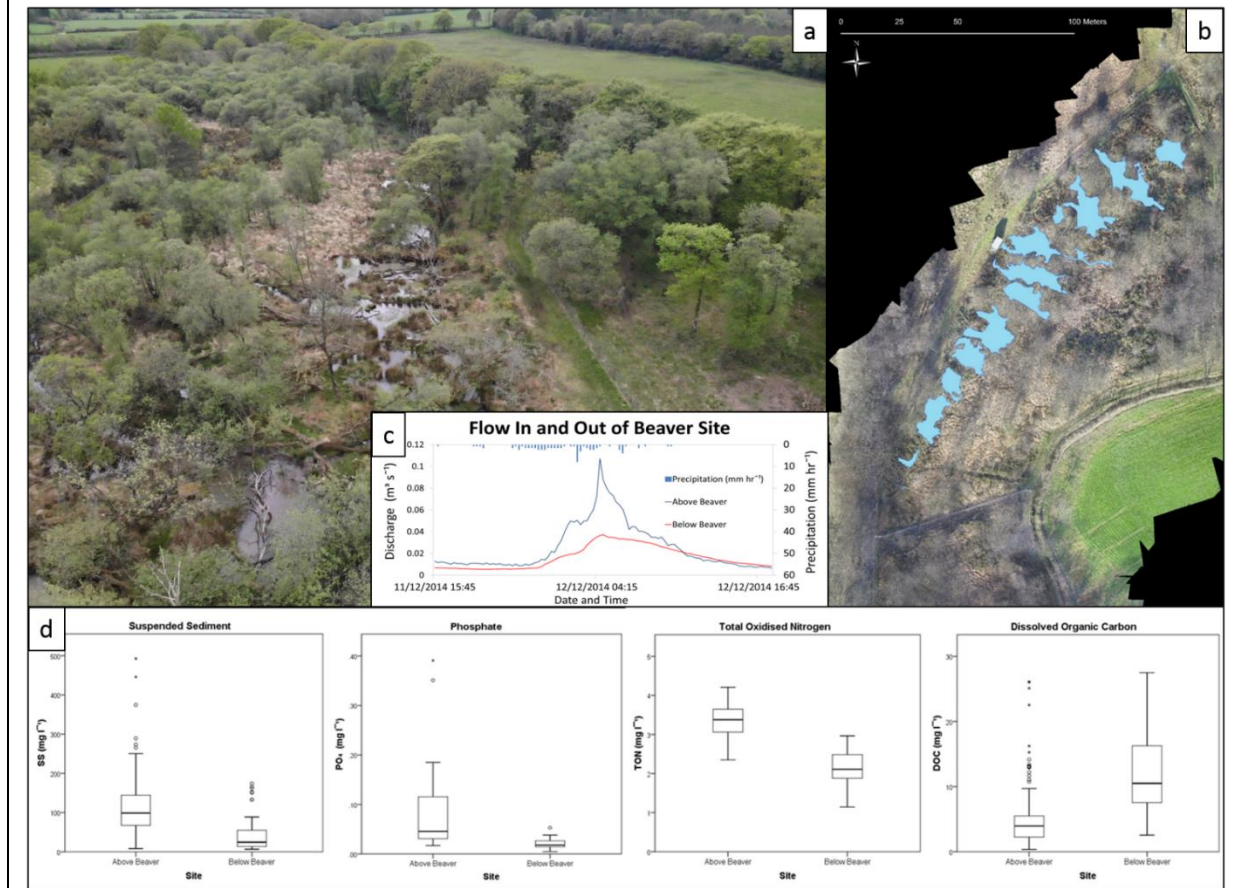 a
0 25 50 100 Meters
b
N
c
Flow In and Out of Beaver Site
Discharge (m³ s⁻¹)
0.12
0.1
0.08
0.06
0.04
0.02
0
Precipitation (mm hr⁻¹)
Above Beaver
Below Beaver
0
10
20
30
40
50
60
Precipitation (mm hr⁻¹)
11/12/2014 15:45 12/12/2014 04:15 12/12/2014 16:45
Date and Time
d
Suspended Sediment
SS (mg l⁻¹)
500
400
300
200
100
0
Above Beaver Below Beaver
Site
Phosphate
PO₄ (mg l⁻¹)
.40
.30
.20
.10
.00
Above Beaver Below Beaver
Site
Total Oxidised Nitrogen
TON (mg l⁻¹)
5
4
3
2
1
0
Above Beaver Below Beaver
Site
Dissolved Organic Carbon
DOC (mg l⁻¹)
30
20
10
0
Above Beaver Below Beaver
Site